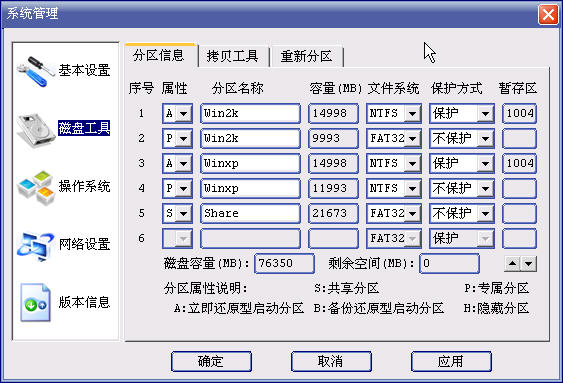 系统管理
基本设置
磁盘工具
操作系统
网络设置
版本信息
分区信息 拷贝工具 重新分区
序号 属性 分区名称 容量(MB) 文件系统 保护方式 暂存区
1 A Win2k 14998 NTFS 保护 1004
2 P Win2k 9993 FAT32 不保护
3 A Winxp 14998 NTFS 保护 1004
4 P Winxp 11993 NTFS 不保护
5 S Share 21673 FAT32 不保护
6 FAT32 保护
磁盘容量(MB): 76350 剩余空间(MB): 0
分区属性说明: S:共享分区 P:专属分区
A:立即还原型启动分区 B:备份还原型启动分区 H:隐藏分区
确定 取消 应用